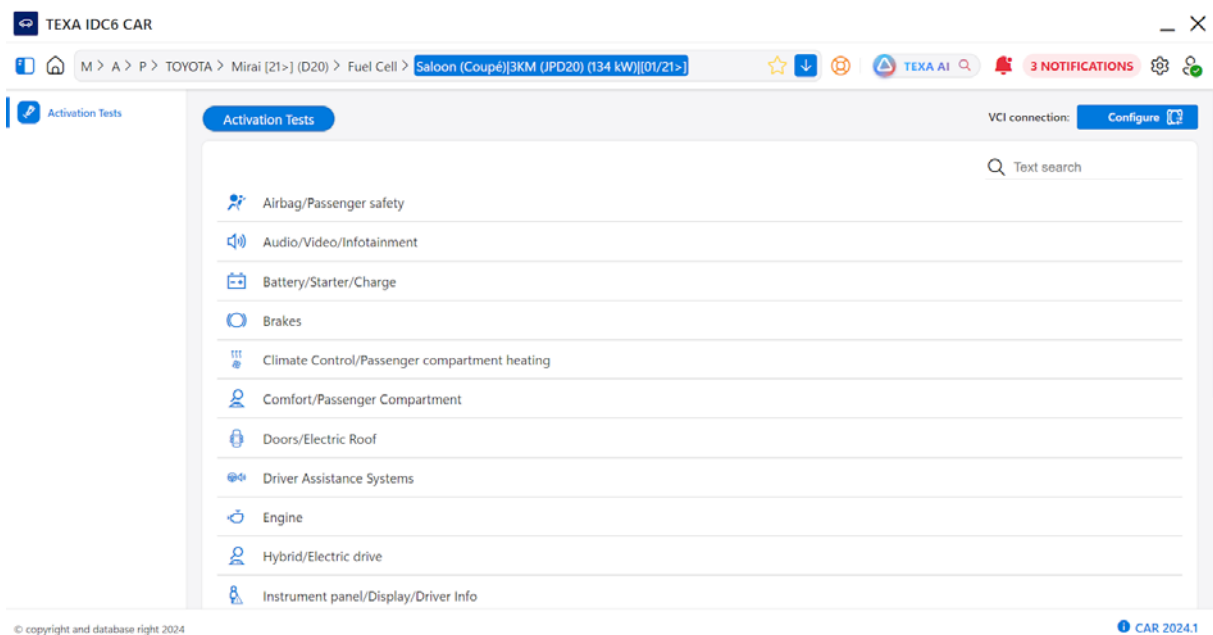 TEXA IDC6 CAR
M > A > P > TOYOTA > Mirai [21>] (D20) > Fuel Cell > Saloon (Coupé)|3KM (JPD20) (134 kW)|[01/21>]
TEXA AI
3 NOTIFICATIONS
Activation Tests
Activation Tests
VCI connection:
Configure
Text search
Airbag/Passenger safety
Audio/Video/Infotainment
Battery/Starter/Charge
Brakes
Climate Control/Passenger compartment heating
Comfort/Passenger Compartment
Doors/Electric Roof
Driver Assistance Systems
Engine
Hybrid/Electric drive
Instrument panel/Display/Driver Info
© copyright and database right 2024
CAR 2024.1